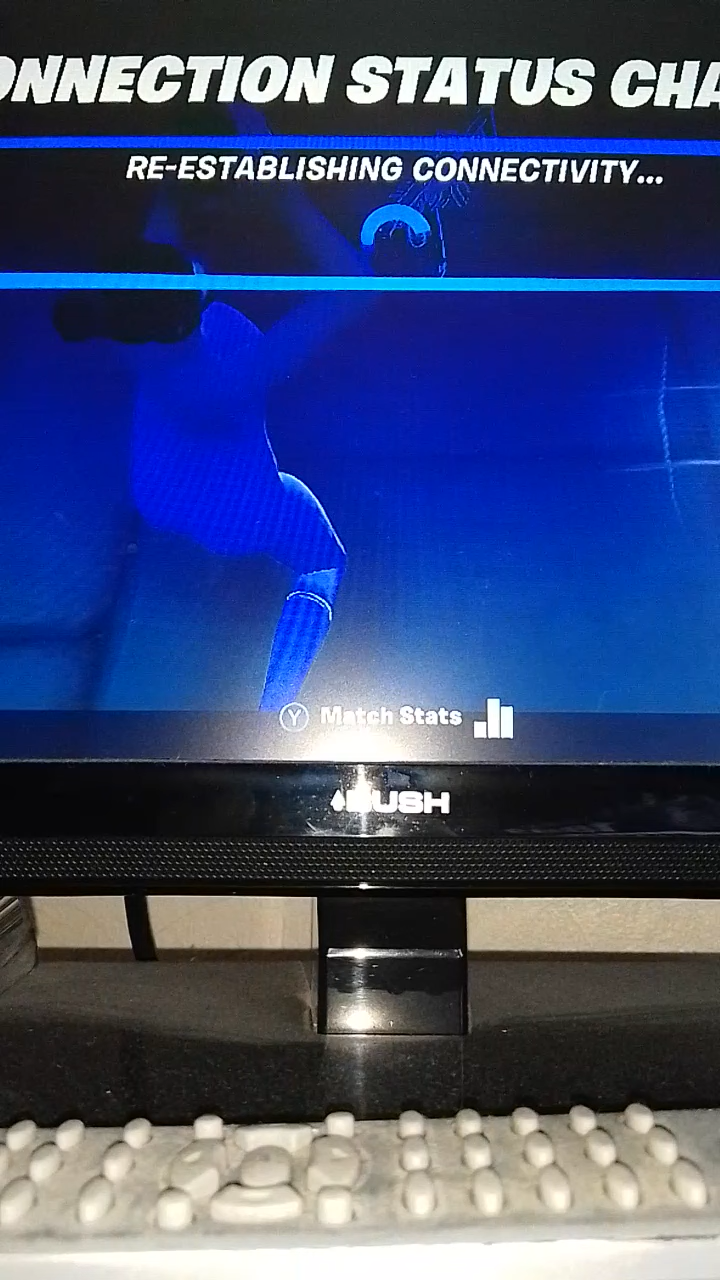 ONNECTION STATUS CHA
RE-ESTABLISHING CONNECTIVITY...
Y Match Stats
BUSH